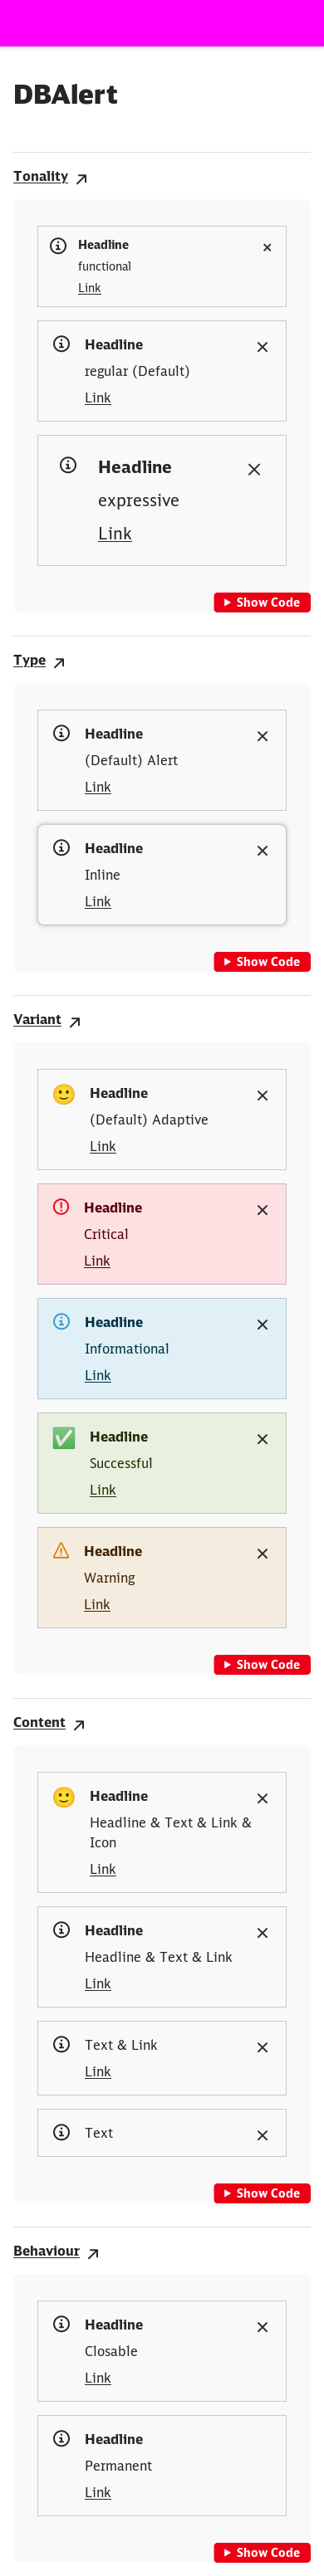 DBAlert
Tonality
Headline
functional
Link
Headline
regular (Default)
Link
Headline
expressive
Link
Show Code
Type
Headline
(Default) Alert
Link
Headline
Inline
Link
Show Code
Variant
Headline
(Default) Adaptive
Link
Headline
Critical
Link
Headline
Informational
Link
Headline
Successful
Link
Headline
Warning
Link
Show Code
Content
Headline
Headline & Text & Link &
Icon
Link
Headline
Headline & Text & Link
Link
Text & Link
Link
Text
Show Code
Behaviour
Headline
Closable
Link
Headline
Permanent
Link
Show Code